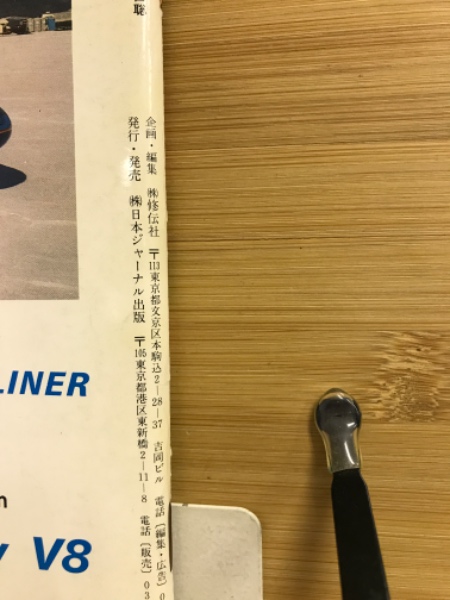 聡
企画・編集 ㈱修伝社 〒113東京都文京区本駒込2—28—37 吉岡ビル 電話〔編集・広告〕0
発行・発売 ㈱日本ジャーナル出版 〒105東京都港区東新橋2—11—8 電話〔販売〕03
LINER
n
V8